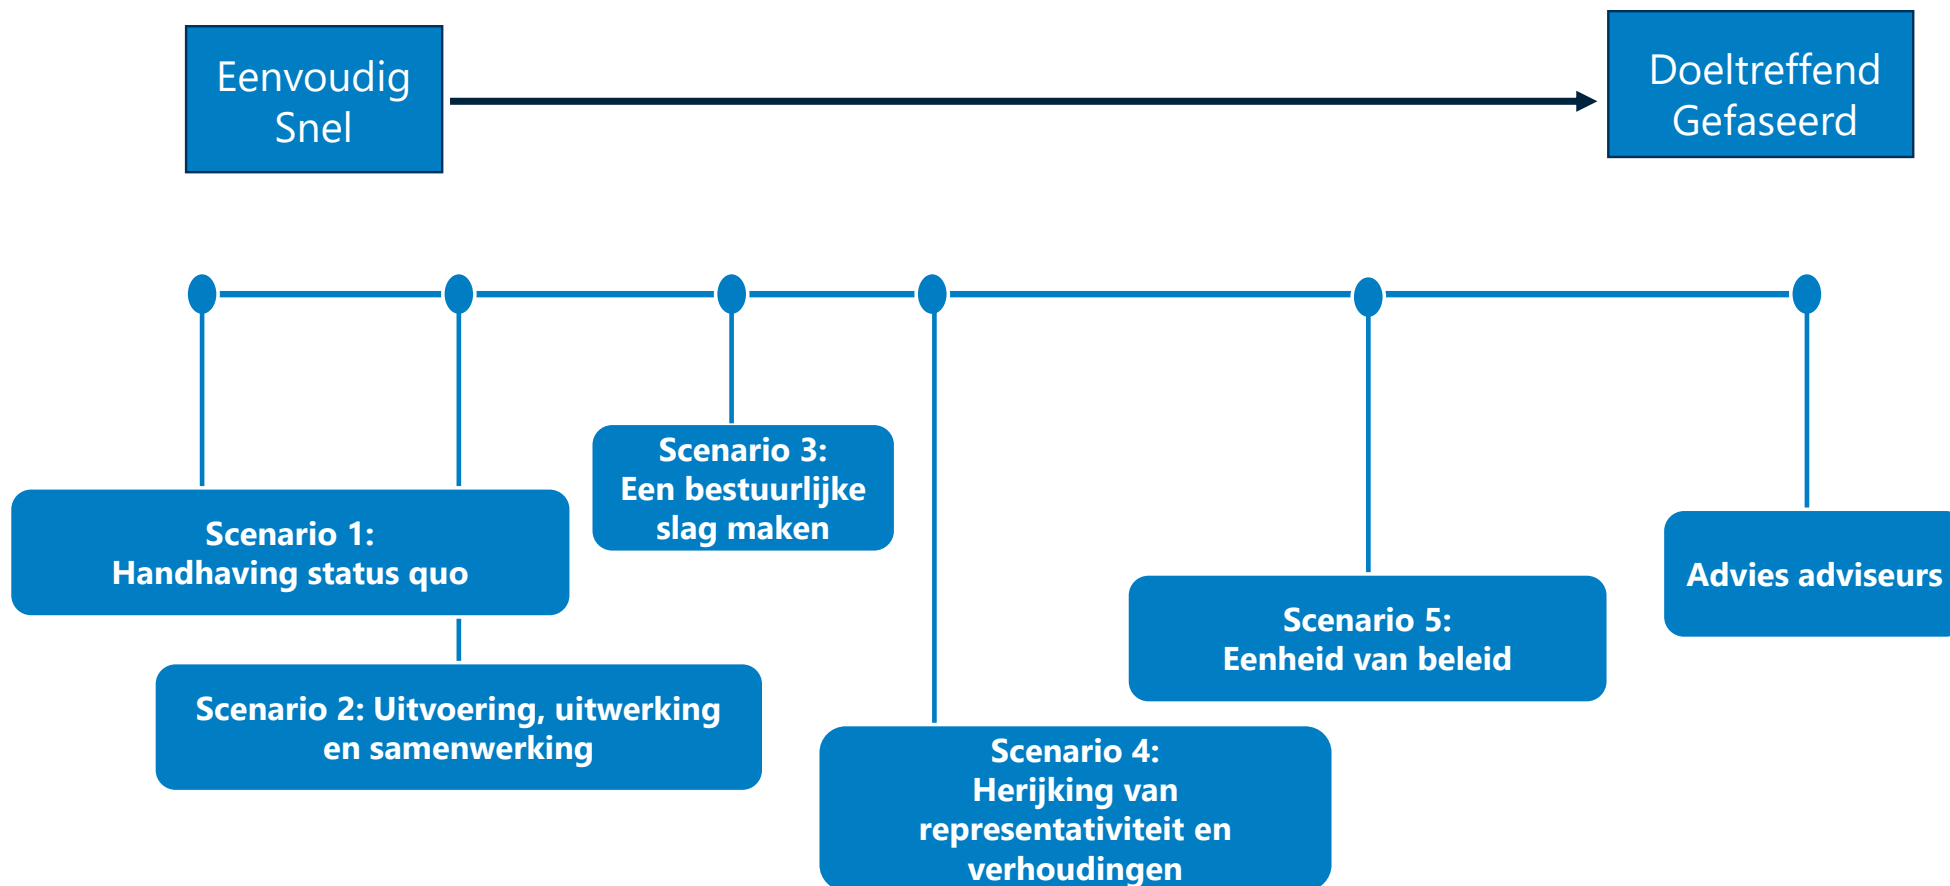 Eenvoudig
Snel
Doeltreffend
Gefaseerd
Scenario 1:
Handhaving status quo
Scenario 2: Uitvoering, uitwerking
en samenwerking
Scenario 3:
Een bestuurlijke
slag maken
Scenario 4:
Herijking van
representativiteit en
verhoudingen
Scenario 5:
Eenheid van beleid
Advies adviseurs